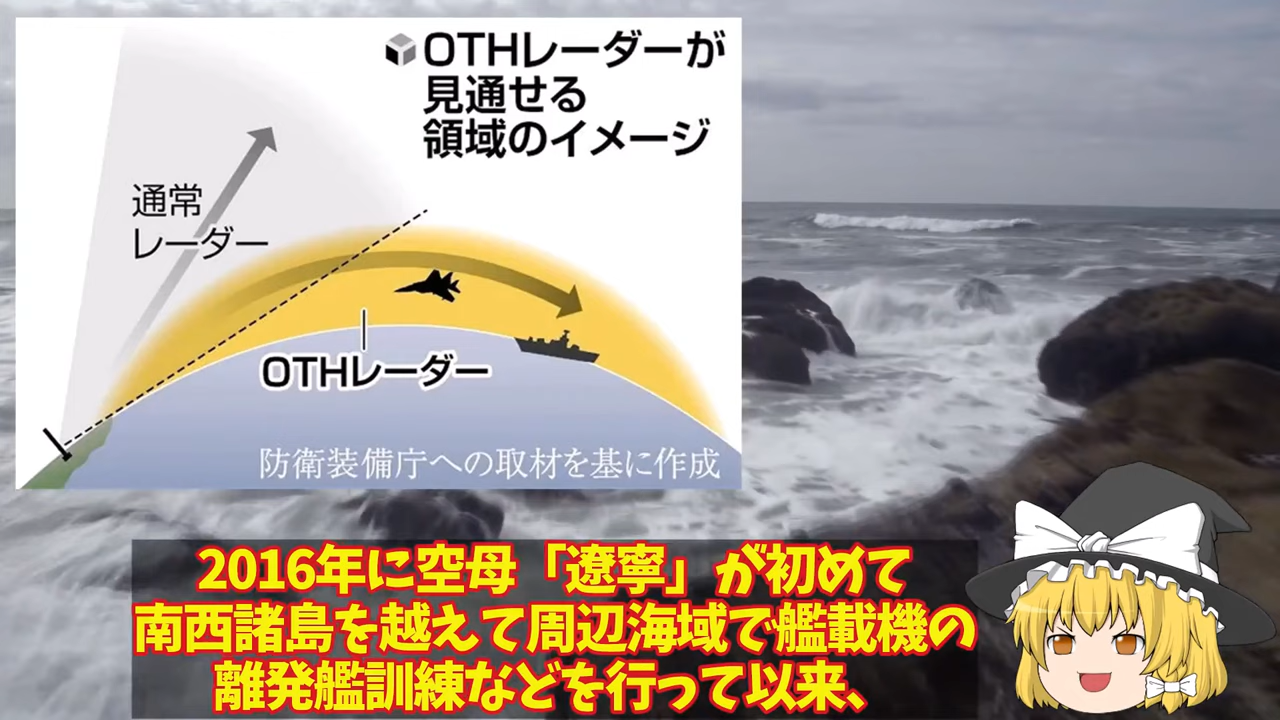 OTHレーダーが
見通せる
領域のイメージ
通常
レーダー
OTHレーダー
防衛装備庁への取材を基に作成
2016年に空母「遼寧」が初めて
南西諸島を越えて周辺海域で艦載機の
離発艦訓練などを行って以来、